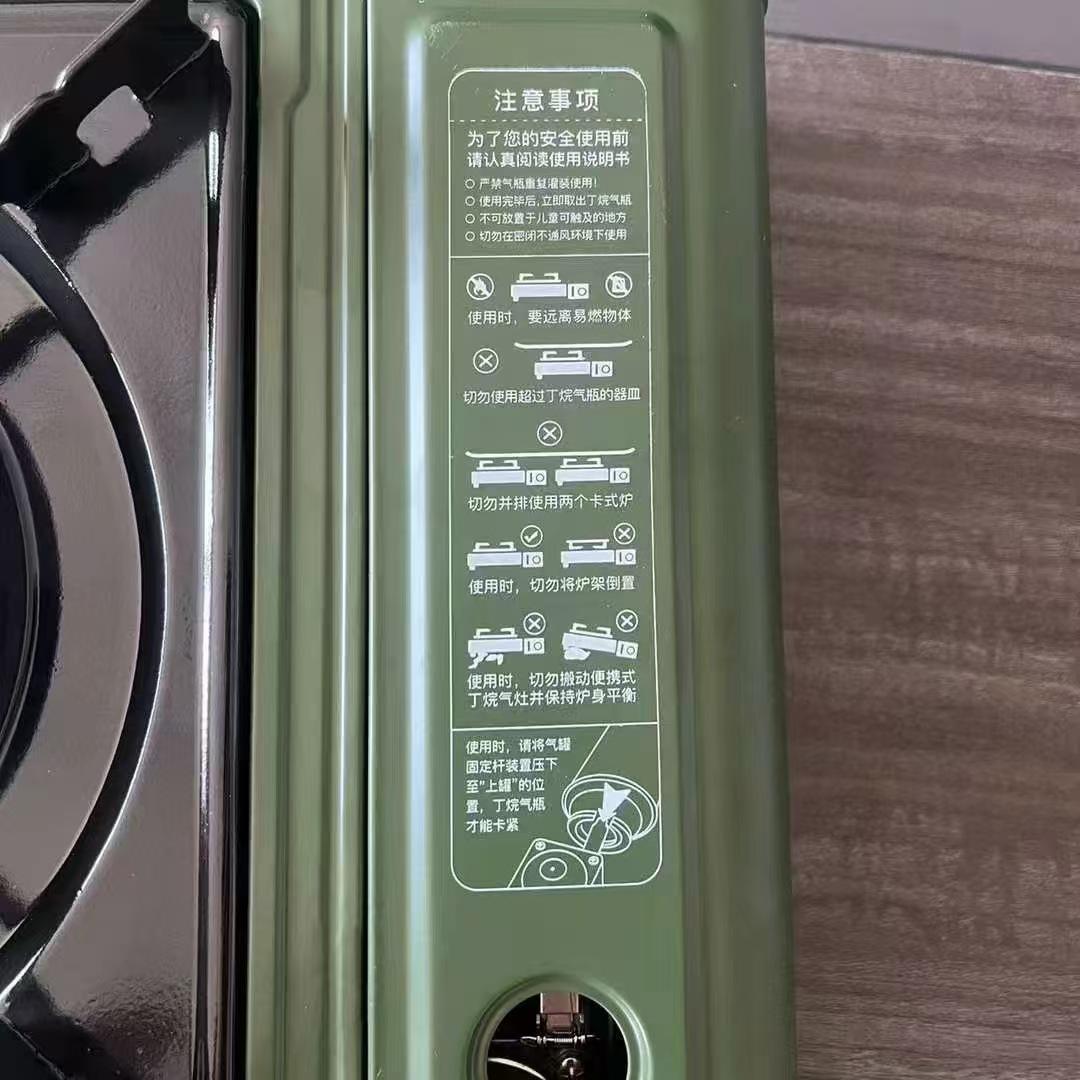 注意事项
为了您的安全使用前
请认真阅读使用说明书
○ 严禁气瓶重复灌装使用！
○ 使用完毕后，立即取出丁烷气瓶
○ 不可放置于儿童可触及的地方
○ 切勿在密闭不通风环境下使用
使用时，要远离易燃物体
切勿使用超过丁烷气瓶的器皿
切勿并排使用两个卡式炉
使用时，切勿将炉架倒置
使用时，切勿搬动便携式
丁烷气灶并保持炉身平衡
使用时，请将气罐
固定杆装置压下
至"上罐"的位
置，丁烷气瓶
才能卡紧